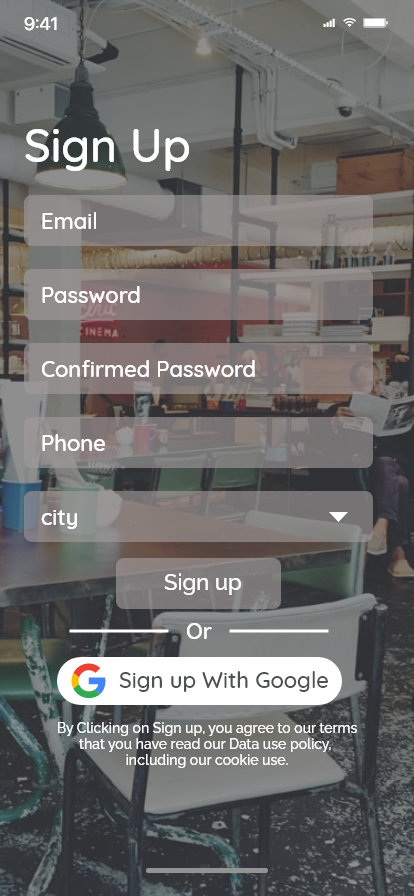 9:41
Sign Up
Email
Password
CINEMA
Confirmed Password
Phone
city
Sign up
Or
Sign up With Google
By Clicking on Sign up, you agree to our terms
that you have read our Data use policy,
including our cookie use.